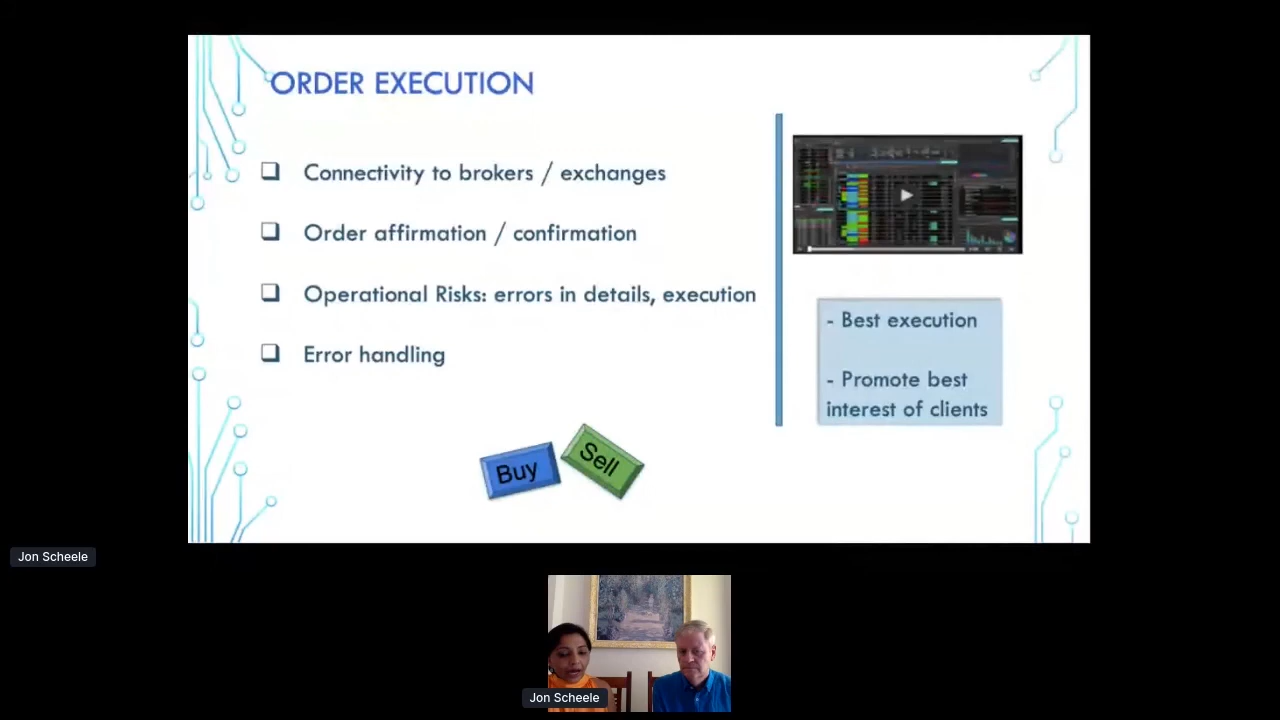 ORDER EXECUTION
Connectivity to brokers / exchanges
Order affirmation / confirmation
Operational Risks: errors in details, execution
Error handling
- Best execution
- Promote best
interest of clients
Buy
Sell
Jon Scheele
Jon Scheele